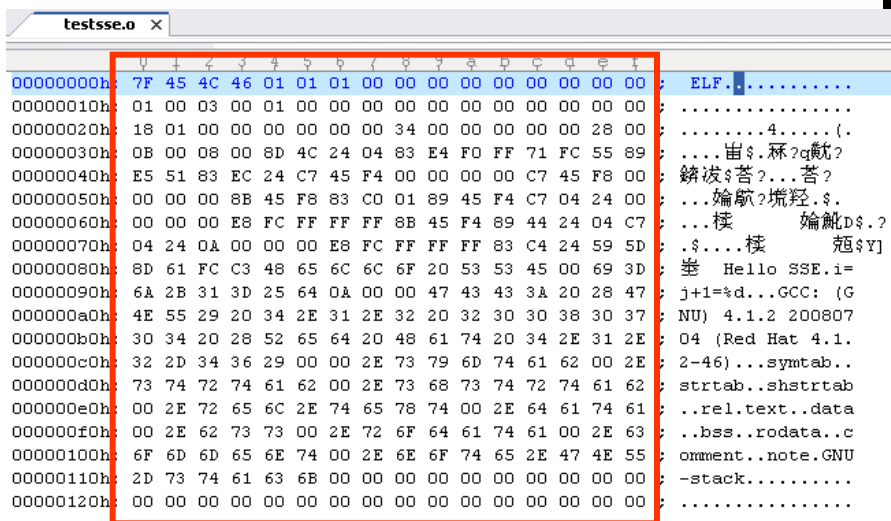 testsse.o ×
0 1 2 3 4 5 6 7 8 9 a b c d e f
00000000h: 7F 45 4C 46 01 01 01 00 00 00 00 00 00 00 00 00 ; ELF............
00000010h: 01 00 03 00 01 00 00 00 00 00 00 00 00 00 00 00 ; ................
00000020h: 18 01 00 00 00 00 00 00 34 00 00 00 00 00 28 00 ; ........4.....(.
00000030h: 0B 00 08 00 8D 4C 24 04 83 E4 F0 FF 71 FC 55 89 ;
00000040h: E5 51 83 EC 24 C7 45 F4 00 00 00 00 C7 45 F8 00 ;
00000050h: 00 00 00 8B 45 F8 83 C0 01 89 45 F4 C7 04 24 00 ;
00000060h: 00 00 00 E8 FC FF FF FF 8B 45 F4 89 44 24 04 C7 ;
00000070h: 04 24 0A 00 00 00 E8 FC FF FF FF 83 C4 24 59 5D ;
00000080h: 8D 61 FC C3 48 65 6C 6C 6F 20 53 53 45 00 69 3D ; Hello SSE.i=
00000090h: 6A 2B 31 3D 25 64 0A 00 00 47 43 43 3A 20 28 47 ; j+1=%d...GCC: (G
000000a0h: 4E 55 29 20 34 2E 31 2E 32 20 32 30 30 38 30 37 ; NU) 4.1.2 200807
000000b0h: 30 34 20 28 52 65 64 20 48 61 74 20 34 2E 31 2E ; 04 (Red Hat 4.1.
000000c0h: 32 2D 34 36 29 00 00 2E 73 79 6D 74 61 62 00 2E ; 2-46)...symtab..
000000d0h: 73 74 72 74 61 62 00 2E 73 68 73 74 72 74 61 62 ; strtab..shstrtab
000000e0h: 00 2E 72 65 6C 2E 74 65 78 74 00 2E 64 61 74 61 ; ..rel.text..data
000000f0h: 00 2E 62 73 73 00 2E 72 6F 64 61 74 61 00 2E 63 ; ..bss..rodata..c
00000100h: 6F 6D 6D 65 6E 74 00 2E 6E 6F 74 65 2E 47 4E 55 ; omment..note.GNU
00000110h: 2D 73 74 61 63 6B 00 00 00 00 00 00 00 00 00 00 ; -stack..........
00000120h: 00 00 00 00 00 00 00 00 00 00 00 00 00 00 00 00 ; ................